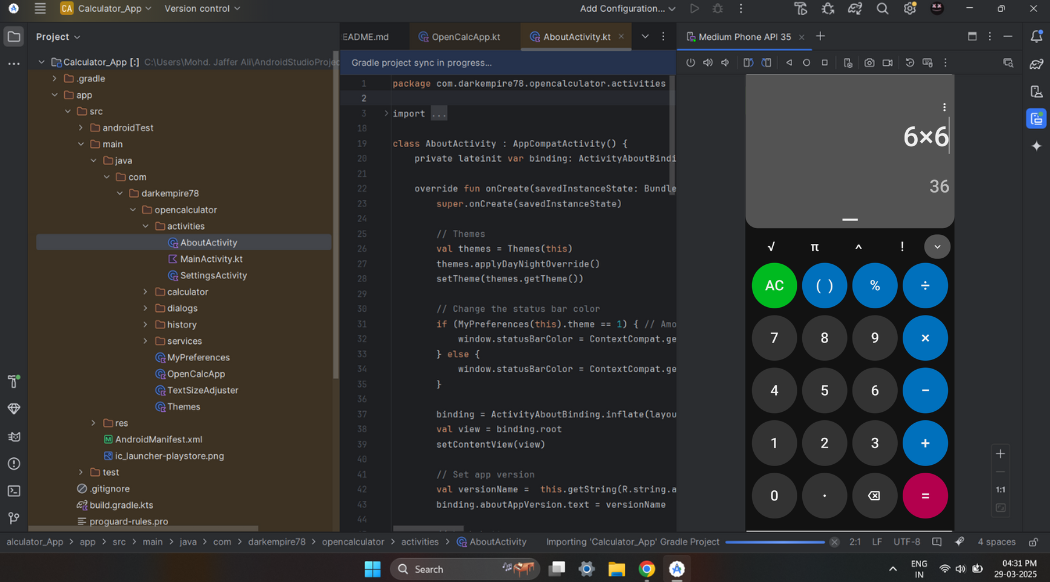 CA Calculator_App Version control Add Configuration...
Project
EADME.md OpenCalcApp.kt AboutActivity.kt
Medium Phone API 35
Gradle project sync in progress...
Calculator_App [:] C:\Users\Mohd. Jaffer Ali\AndroidStudioProje
.gradle
app
src
androidTest
main
java
com
darkempire78
opencalculator
activities
AboutActivity
MainActivity.kt
SettingsActivity
calculator
dialogs
history
services
MyPreferences
OpenCalcApp
TextSizeAdjuster
Themes
res
AndroidManifest.xml
ic_launcher-playstore.png
test
.gitignore
build.gradle.kts
proguard-rules.pro
1 package com.darkempire78.opencalculator.activities
2
3 import ...
18
19 class AboutActivity : AppCompatActivity() {
20 private lateinit var binding: ActivityAboutBindi
21
22 override fun onCreate(savedInstanceState: Bundle
23 super.onCreate(savedInstanceState)
24
25 // Themes
26 val themes = Themes(this)
27 themes.applyDayNightOverride()
28 setTheme(themes.getTheme())
29
30 // Change the status bar color
31 if (MyPreferences(this).theme == 1) { // Amo
32 window.statusBarColor = ContextCompat.ge
33 } else {
34 window.statusBarColor = ContextCompat.ge
35 }
36
37 binding = ActivityAboutBinding.inflate(layou
38 val view = binding.root
39 setContentView(view)
40
41 // Set app version
42 val versionName = this.getString(R.string.a
43 binding.aboutAppVersion.text = versionName
44
6×6
36
√ π ^ !
AC ( ) % ÷
7 8 9 ×
4 5 6 −
1 2 3 +
0 · =
1:1
alculator_App > app > src > main > java > com > darkempire78 > opencalculator > activities > AboutActivity Importing 'Calculator_App' Gradle Project 2:1 LF UTF-8 4 spaces
Search
ENG
IN
04:31 PM
29-03-2025